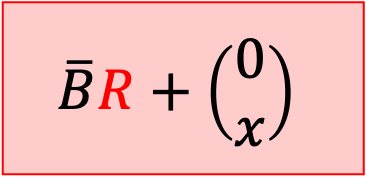 B̄R + (0
x)